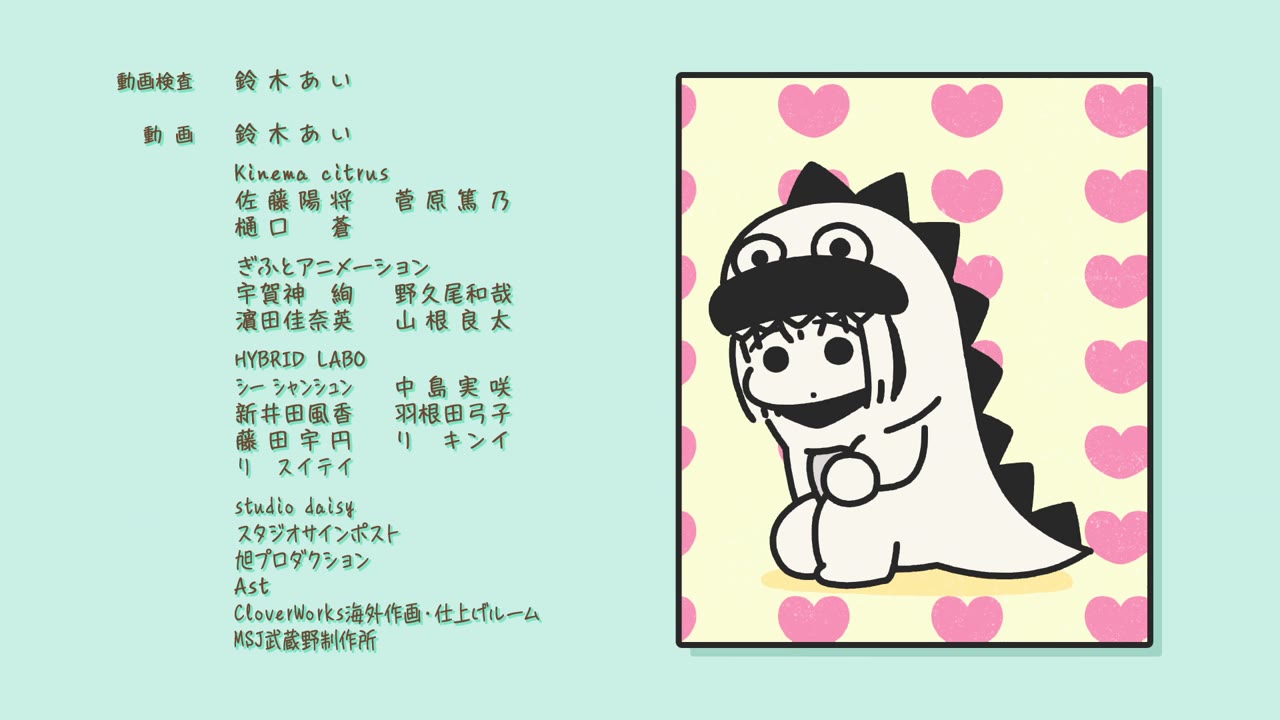 動画検査 鈴木あい
動画 鈴木あい
Kinema citrus
佐藤陽将 菅原篤乃
樋口 蒼
ぎふとアニメーション
宇賀神 絢 野久尾和哉
濵田佳奈英 山根良太
HYBRID LABO
シー シャンシュン 中島実咲
新井田風香 羽根田弓子
藤田宇円 リ キンイ
リ スイテイ
studio daisy
スタジオサインポスト
旭プロダクション
Ast
CloverWorks海外作画・仕上げルーム
MSJ武蔵野制作所